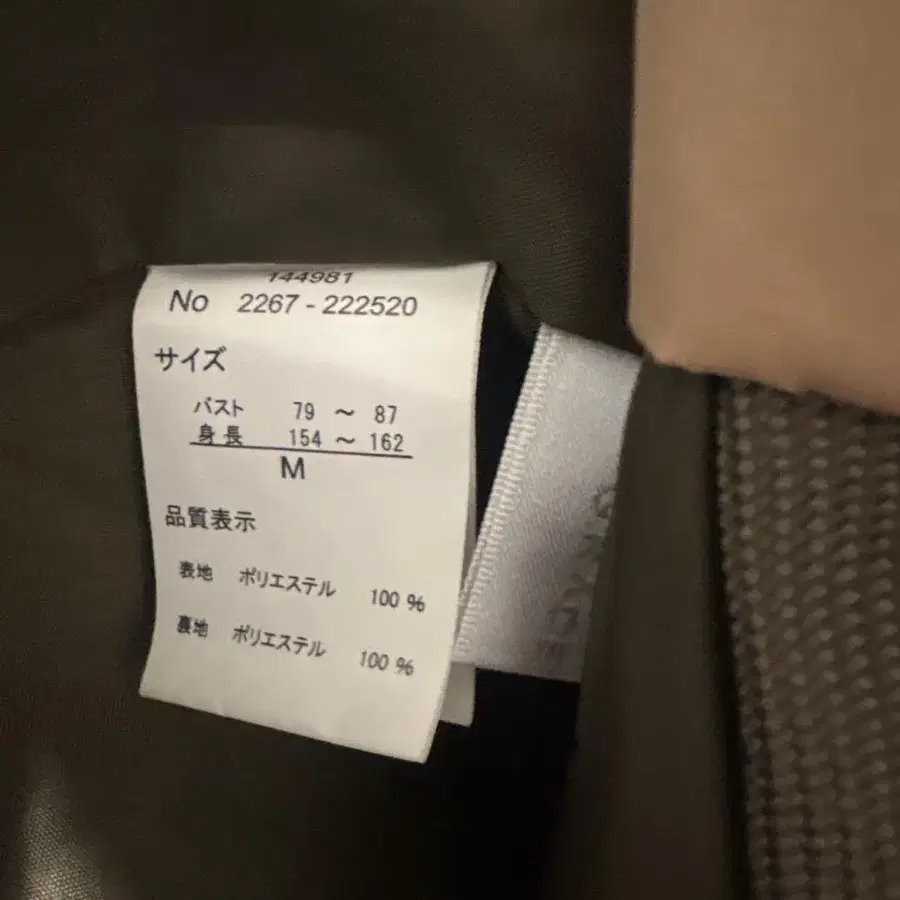 144981
No 2267 - 222520
サイズ
バスト 79 ～ 87
身長 154 ～ 162
M
品質表示
表地 ポリエステル 100 %
裏地 ポリエステル 100 %